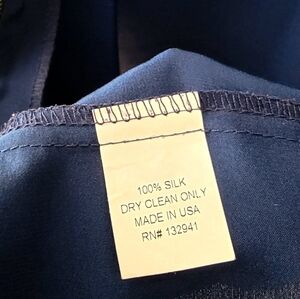 100% SILK
DRY CLEAN ONLY
MADE IN USA
RN# 132941